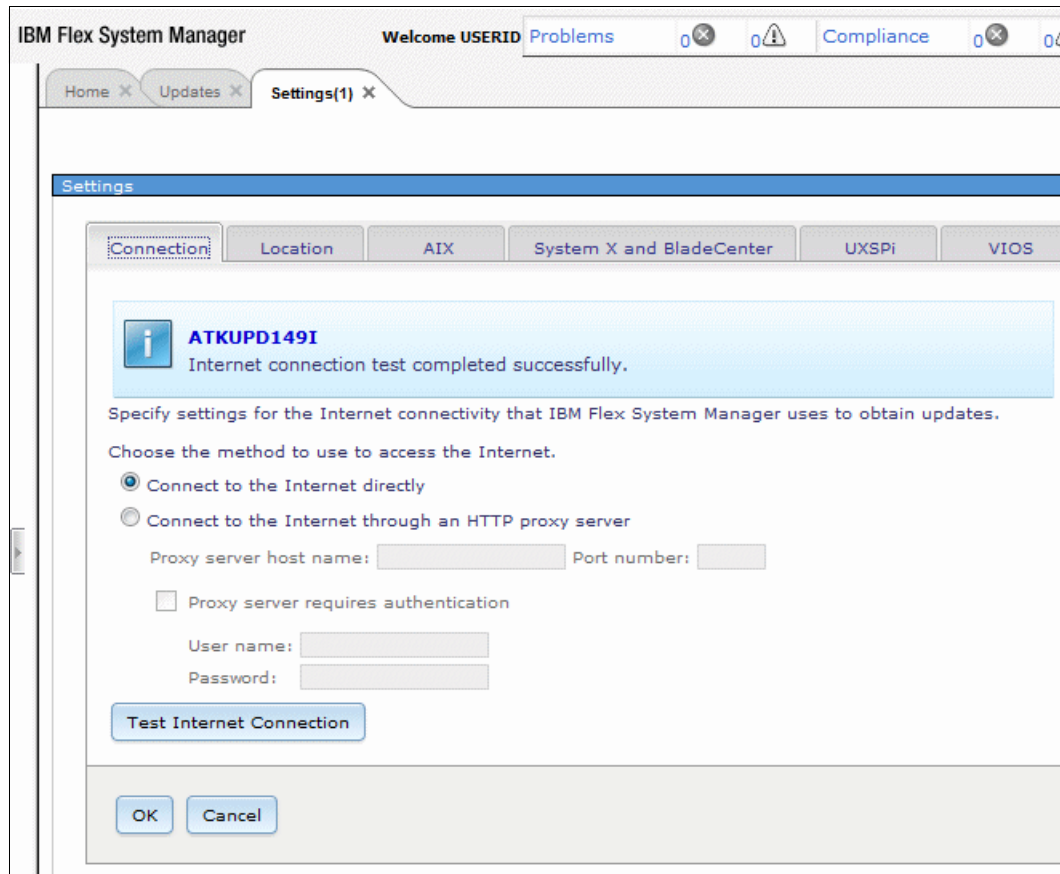 IBM Flex System Manager Welcome USERID Problems 0 0 Compliance 0 0
Home Updates Settings(1)
Settings
Connection Location AIX System X and BladeCenter UXSPi VIOS
ATKUPD149I
Internet connection test completed successfully.
Specify settings for the Internet connectivity that IBM Flex System Manager uses to obtain updates.
Choose the method to use to access the Internet.
Connect to the Internet directly
Connect to the Internet through an HTTP proxy server
Proxy server host name: Port number:
Proxy server requires authentication
User name:
Password:
Test Internet Connection
OK Cancel